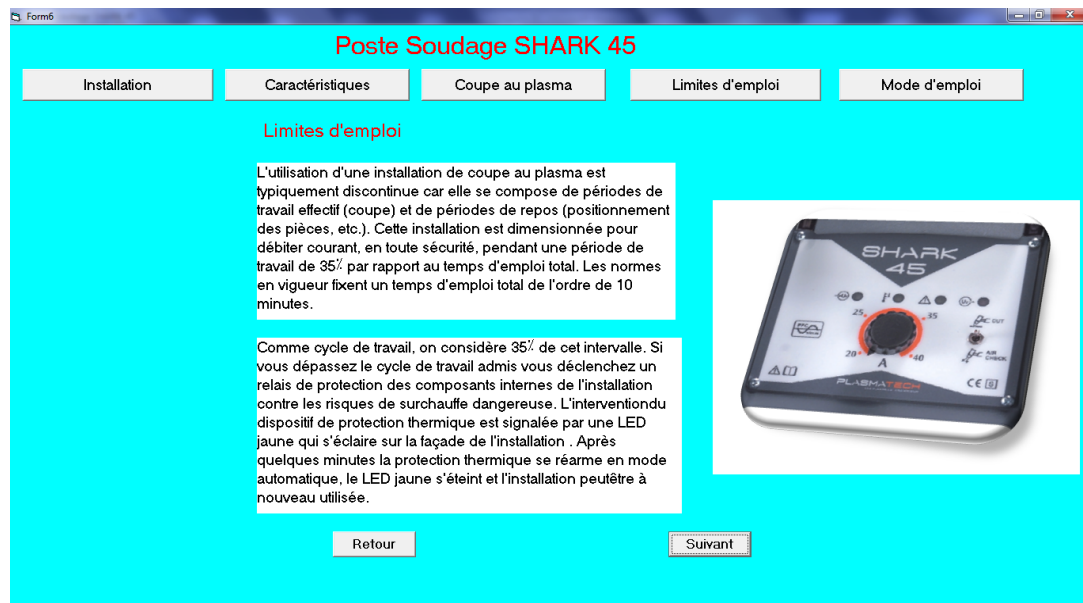 Form6
Poste Soudage SHARK 45
Installation
Caractéristiques
Coupe au plasma
Limites d'emploi
Mode d'emploi
Limites d'emploi
L'utilisation d'une installation de coupe au plasma est
typiquement discontinue car elle se compose de périodes de
travail effectif (coupe) et de périodes de repos (positionnement
des pièces, etc.). Cette installation est dimensionnée pour
débiter courant, en toute sécurité, pendant une période de
travail de 35% par rapport au temps d'emploi total. Les normes
en vigueur fixent un temps d'emploi total de l'ordre de 10
minutes.
Comme cycle de travail, on considère 35% de cet intervalle. Si
vous dépassez le cycle de travail admis vous déclenchez un
relais de protection des composants internes de l'installation
contre les risques de surchauffe dangereuse. L'interventiondu
dispositif de protection thermique est signalée par une LED
jaune qui s'éclaire sur la façade de l'installation . Après
quelques minutes la protection thermique se réarme en mode
automatique, le LED jaune s'éteint et l'installation peutêtre à
nouveau utilisée.
SHARK
45
25
35
20
40
A
CUT
AIR
CHECK
PLASMATECH
CE S
Retour
Suivant